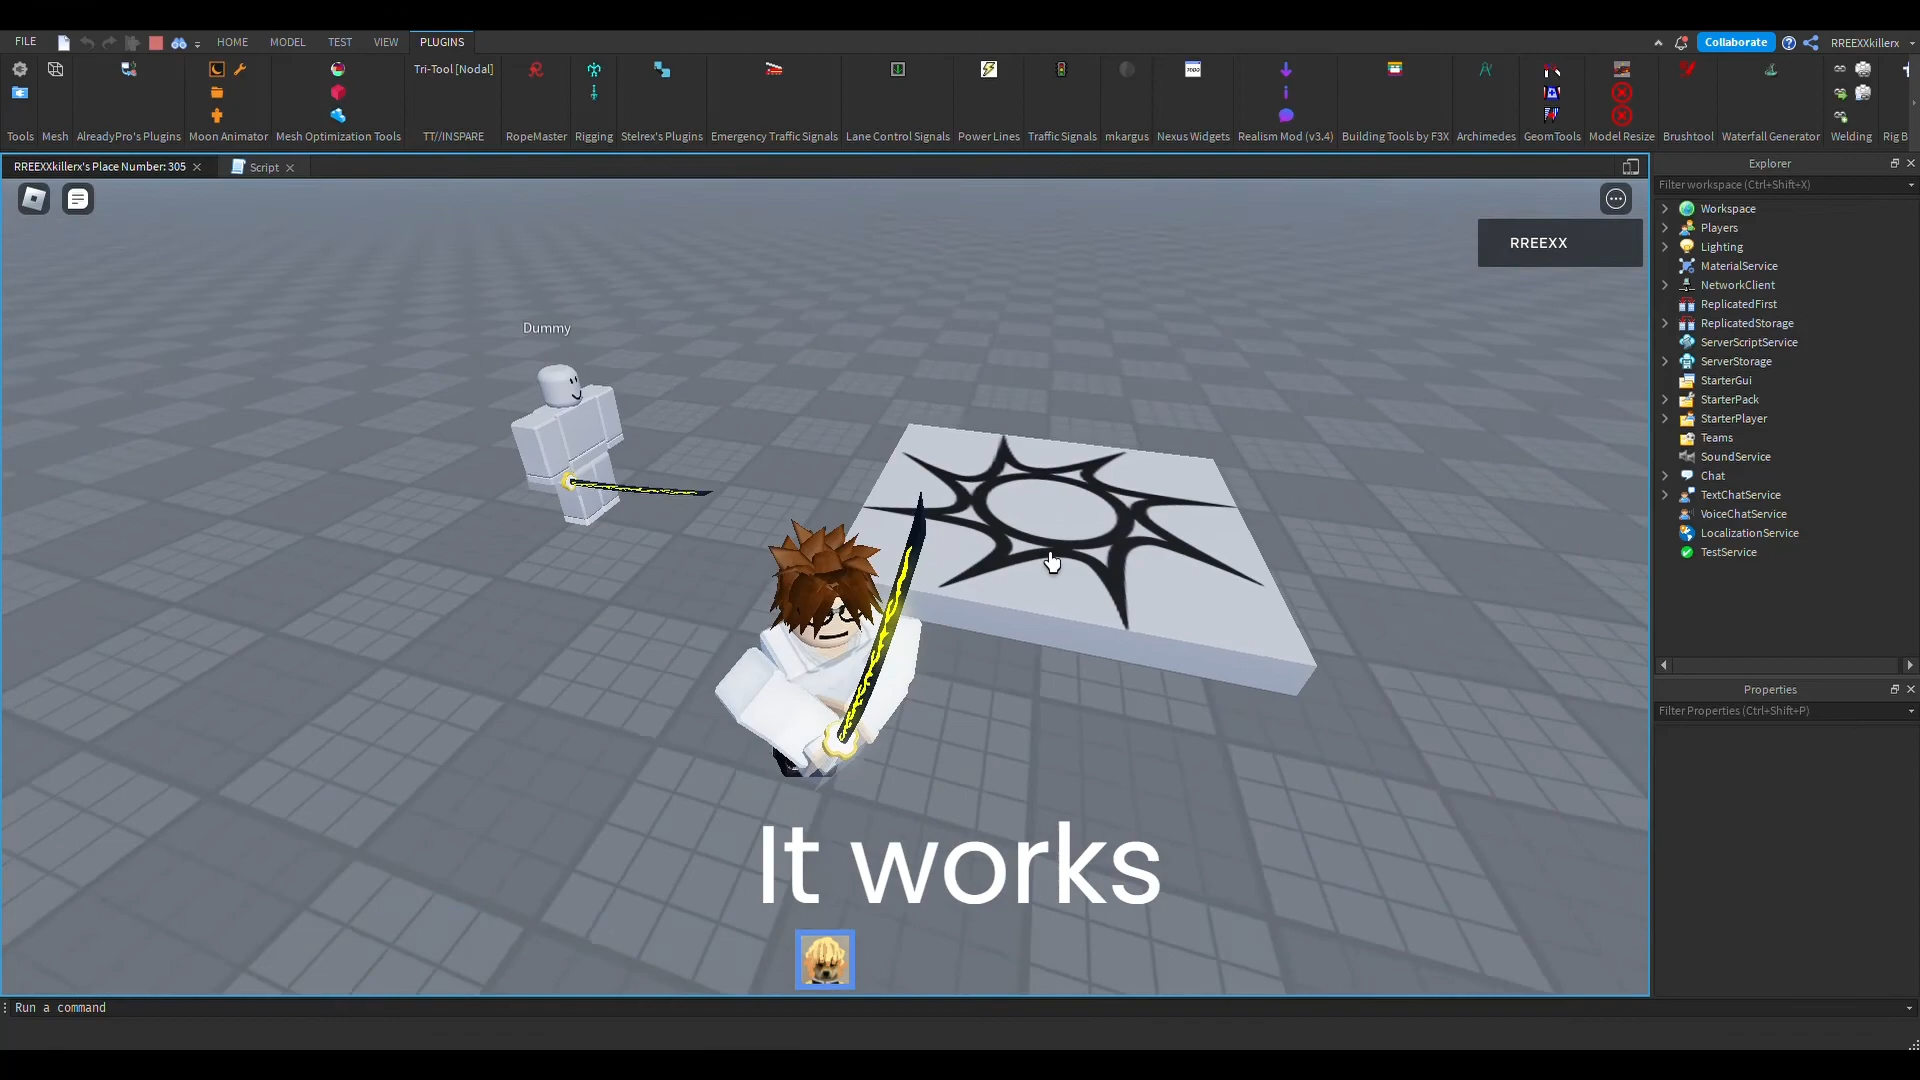 FILE
HOME
MODEL
TEST
VIEW
PLUGINS
Collaborate
RREEXXkillerx
Tri-Tool [Nodal]
Tools
Mesh
AlreadyPro's Plugins
Moon Animator
Mesh Optimization Tools
TT//INSPARE
RopeMaster
Rigging
Stelrex's Plugins
Emergency Traffic Signals
Lane Control Signals
Power Lines
Traffic Signals
mkargus
Nexus Widgets
Realism Mod (v3.4)
Building Tools by F3X
Archimedes
GeomTools
Model Resize
Brushtool
Waterfall Generator
Welding
Rig B
RREEXXkillerx's Place Number: 305
Script
Explorer
Filter workspace (Ctrl+Shift+X)
Workspace
Players
Lighting
MaterialService
NetworkClient
ReplicatedFirst
ReplicatedStorage
ServerScriptService
ServerStorage
StarterGui
StarterPack
StarterPlayer
Teams
SoundService
Chat
TextChatService
VoiceChatService
LocalizationService
TestService
Properties
Filter Properties (Ctrl+Shift+P)
RREEXX
Dummy
It works
Run a command